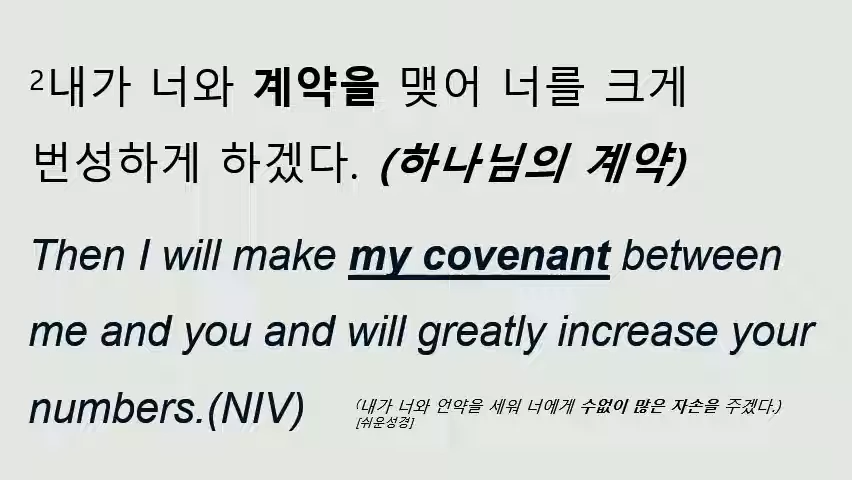 ²내가 너와 계약을 맺어 너를 크게
번성하게 하겠다. (하나님의 계약)
Then I will make my covenant between
me and you and will greatly increase your
numbers.(NIV) (내가 너와 언약을 세워 너에게 수없이 많은 자손을 주겠다.)
[쉬운성경]